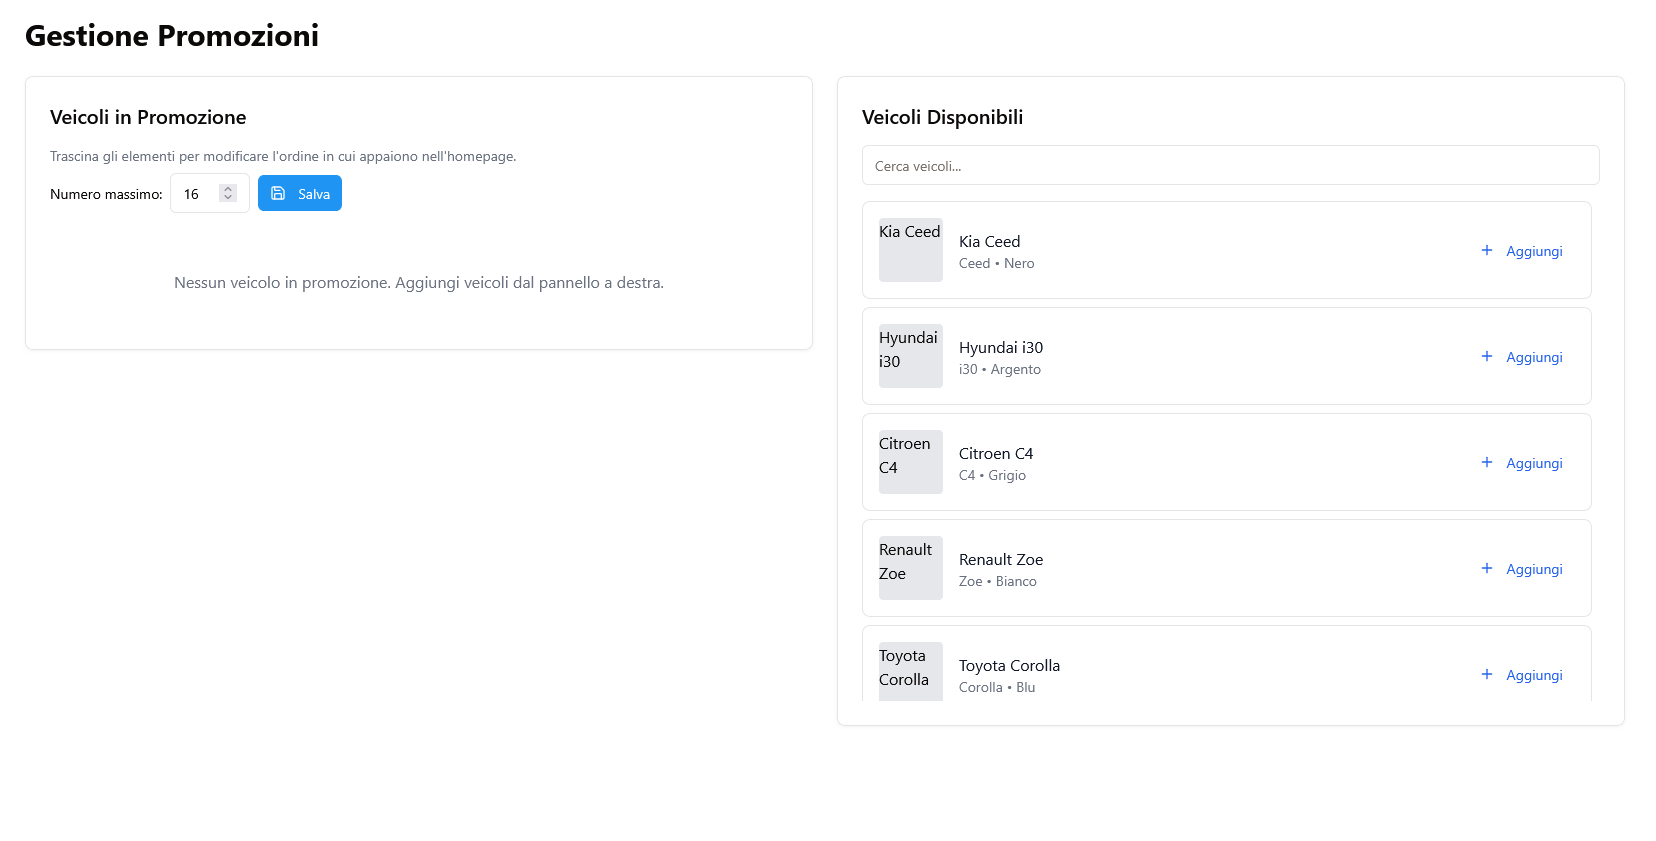 Gestione Promozioni
Veicoli in Promozione
Trascina gli elementi per modificare l'ordine in cui appaiono nell'homepage.
Numero massimo: 16 Salva
Nessun veicolo in promozione. Aggiungi veicoli dal pannello a destra.
Veicoli Disponibili
Cerca veicoli...
Kia Ceed
Kia Ceed
Ceed • Nero
Aggiungi
Hyundai
i30
Hyundai i30
i30 • Argento
Aggiungi
Citroen
C4
Citroen C4
C4 • Grigio
Aggiungi
Renault
Zoe
Renault Zoe
Zoe • Bianco
Aggiungi
Toyota
Corolla
Toyota Corolla
Corolla • Blu
Aggiungi